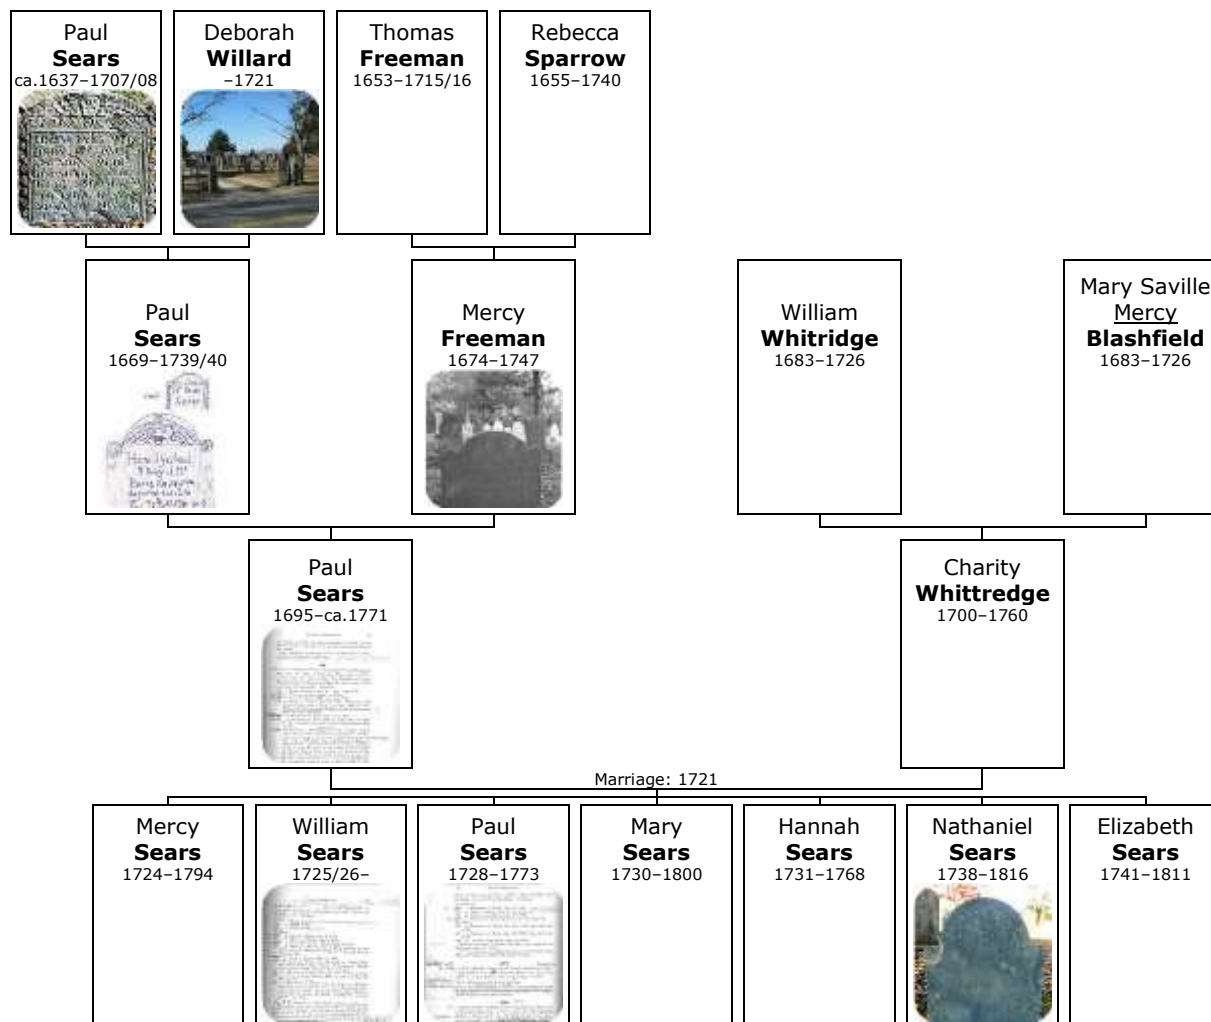 Paul
Sears
ca.1637–1707/08
Deborah
Willard
–1721
Thomas
Freeman
1653–1715/16
Rebecca
Sparrow
1655–1740
Paul
Sears
1669–1739/40
Mercy
Freeman
1674–1747
William
Whitridge
1683–1726
Mary Saville
Mercy
Blashfield
1683–1726
Paul
Sears
1695–ca.1771
Charity
Whittredge
1700–1760
Marriage: 1721
Mercy
Sears
1724–1794
William
Sears
1725/26–
Paul
Sears
1728–1773
Mary
Sears
1730–1800
Hannah
Sears
1731–1768
Nathaniel
Sears
1738–1816
Elizabeth
Sears
1741–1811